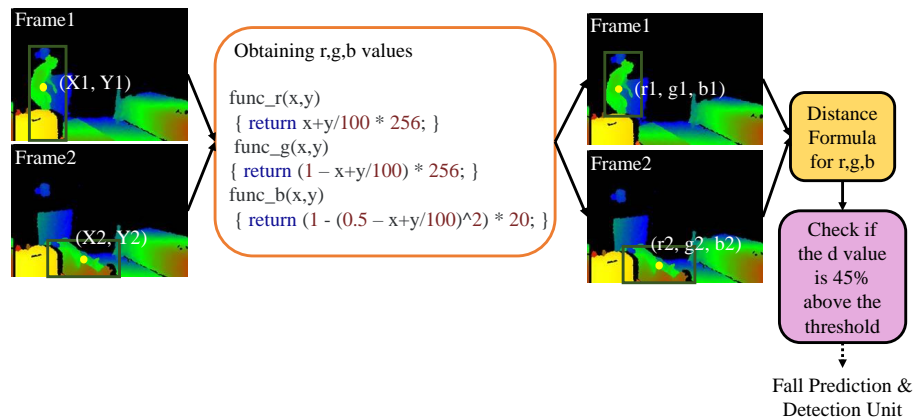 Frame1
(X1, Y1)
Frame2
(X2, Y2)
Obtaining r,g,b values
func_r(x,y)
{ return x+y/100 * 256; }
func_g(x,y)
{ return (1 – x+y/100) * 256; }
func_b(x,y)
{ return (1 - (0.5 – x+y/100)^2) * 20; }
Frame1
(r1, g1, b1)
Frame2
(r2, g2, b2)
Distance
Formula
for r,g,b
Check if
the d value
is 45%
above the
threshold
Fall Prediction &
Detection Unit